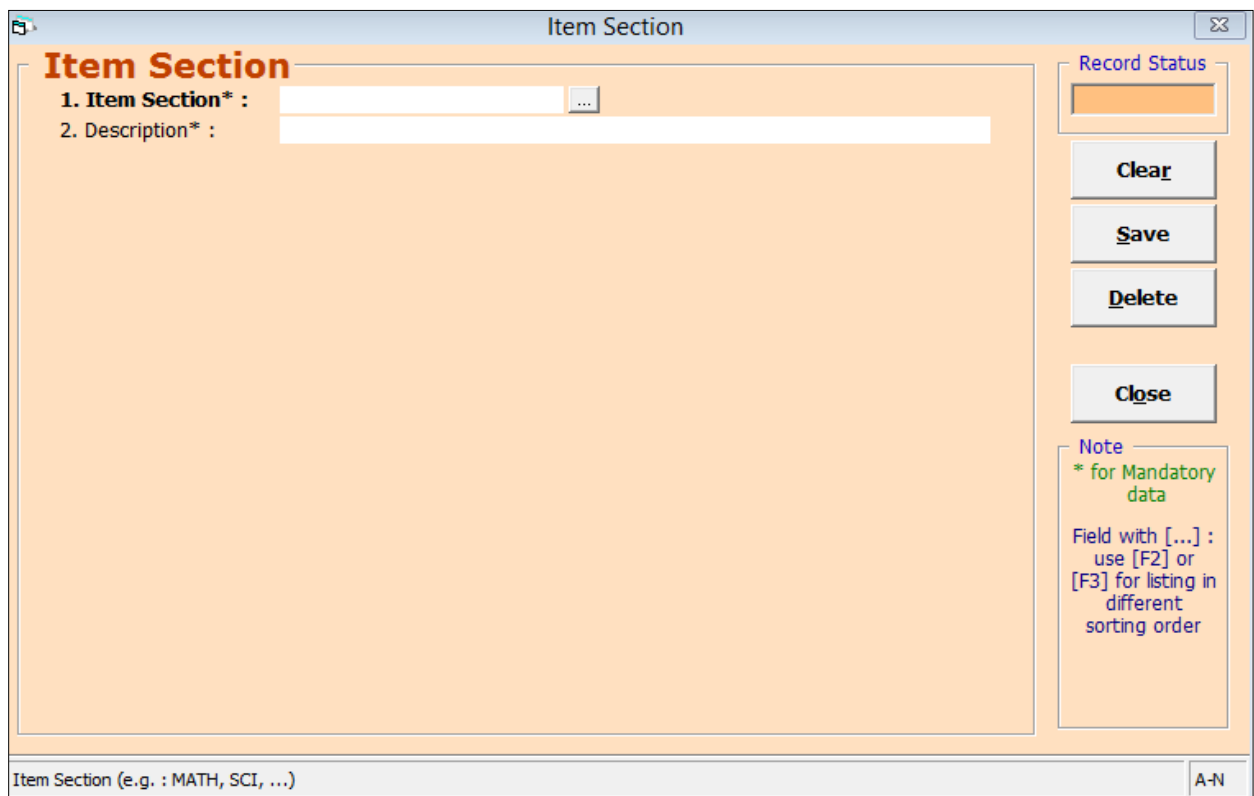 Item Section
Item Section
1. Item Section* :
...
2. Description* :
Record Status
Clear
Save
Delete
Close
Note
* for Mandatory
data
Field with [...] :
use [F2] or
[F3] for listing in
different
sorting order
Item Section (e.g. : MATH, SCI, ...)
A-N